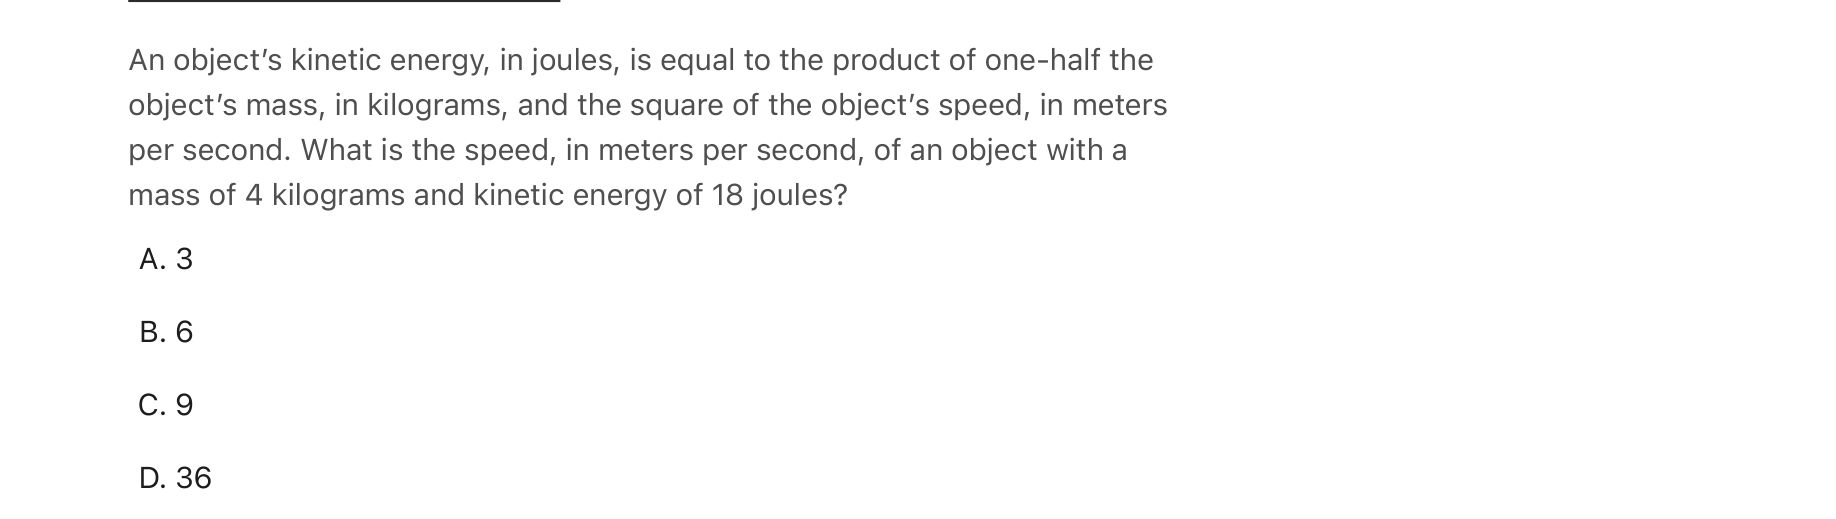 An object’s kinetic energy, in joules, is equal to the product of one-half the
object’s mass, in kilograms, and the square of the object’s speed, in meters
per second. What is the speed, in meters per second, of an object with a
mass of 4 kilograms and kinetic energy of 18 joules?
A. 3
B. 6
C. 9
D. 36